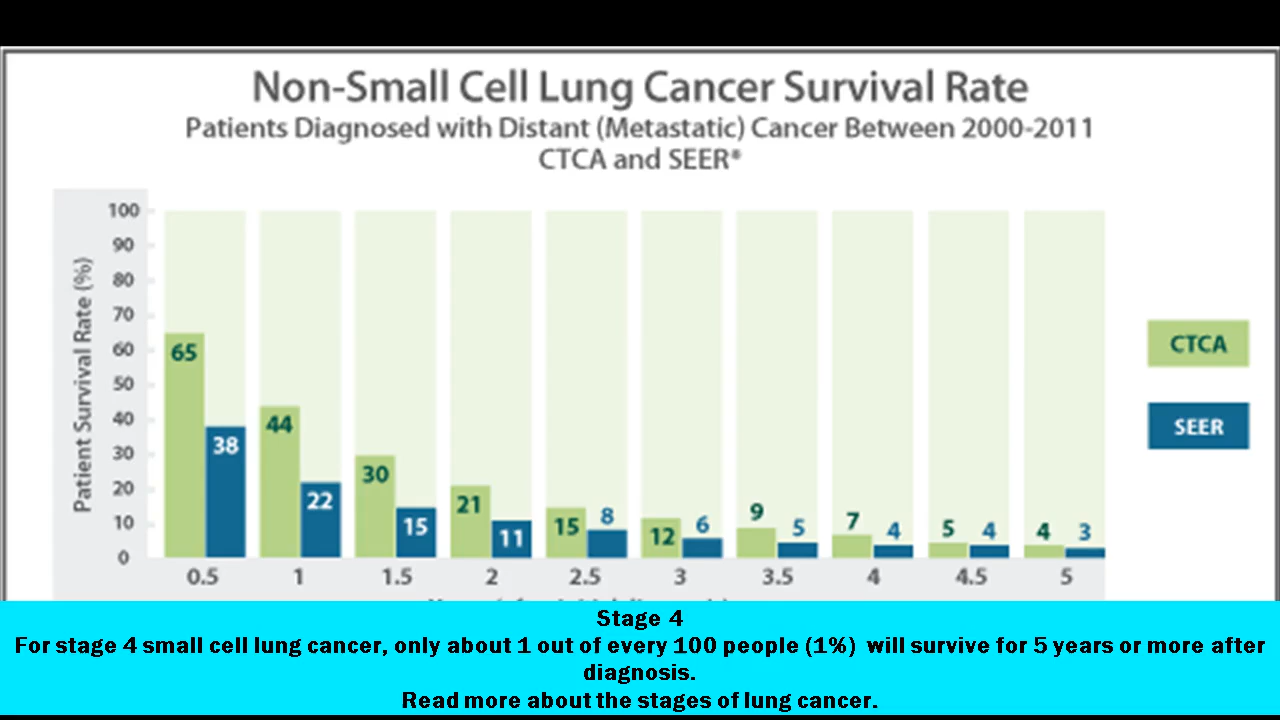 Non-Small Cell Lung Cancer Survival Rate
Patients Diagnosed with Distant (Metastatic) Cancer Between 2000-2011
CTCA and SEER*
Patient Survival Rate (%)
100
90
80
70
60
50
40
30
20
10
0
65
38
44
22
30
15
21
11
15
8
12
6
9
5
7
4
5
4
4
3
0.5 1 1.5 2 2.5 3 3.5 4 4.5 5
CTCA
SEER
Stage 4
For stage 4 small cell lung cancer, only about 1 out of every 100 people (1%) will survive for 5 years or more after
diagnosis.
Read more about the stages of lung cancer.